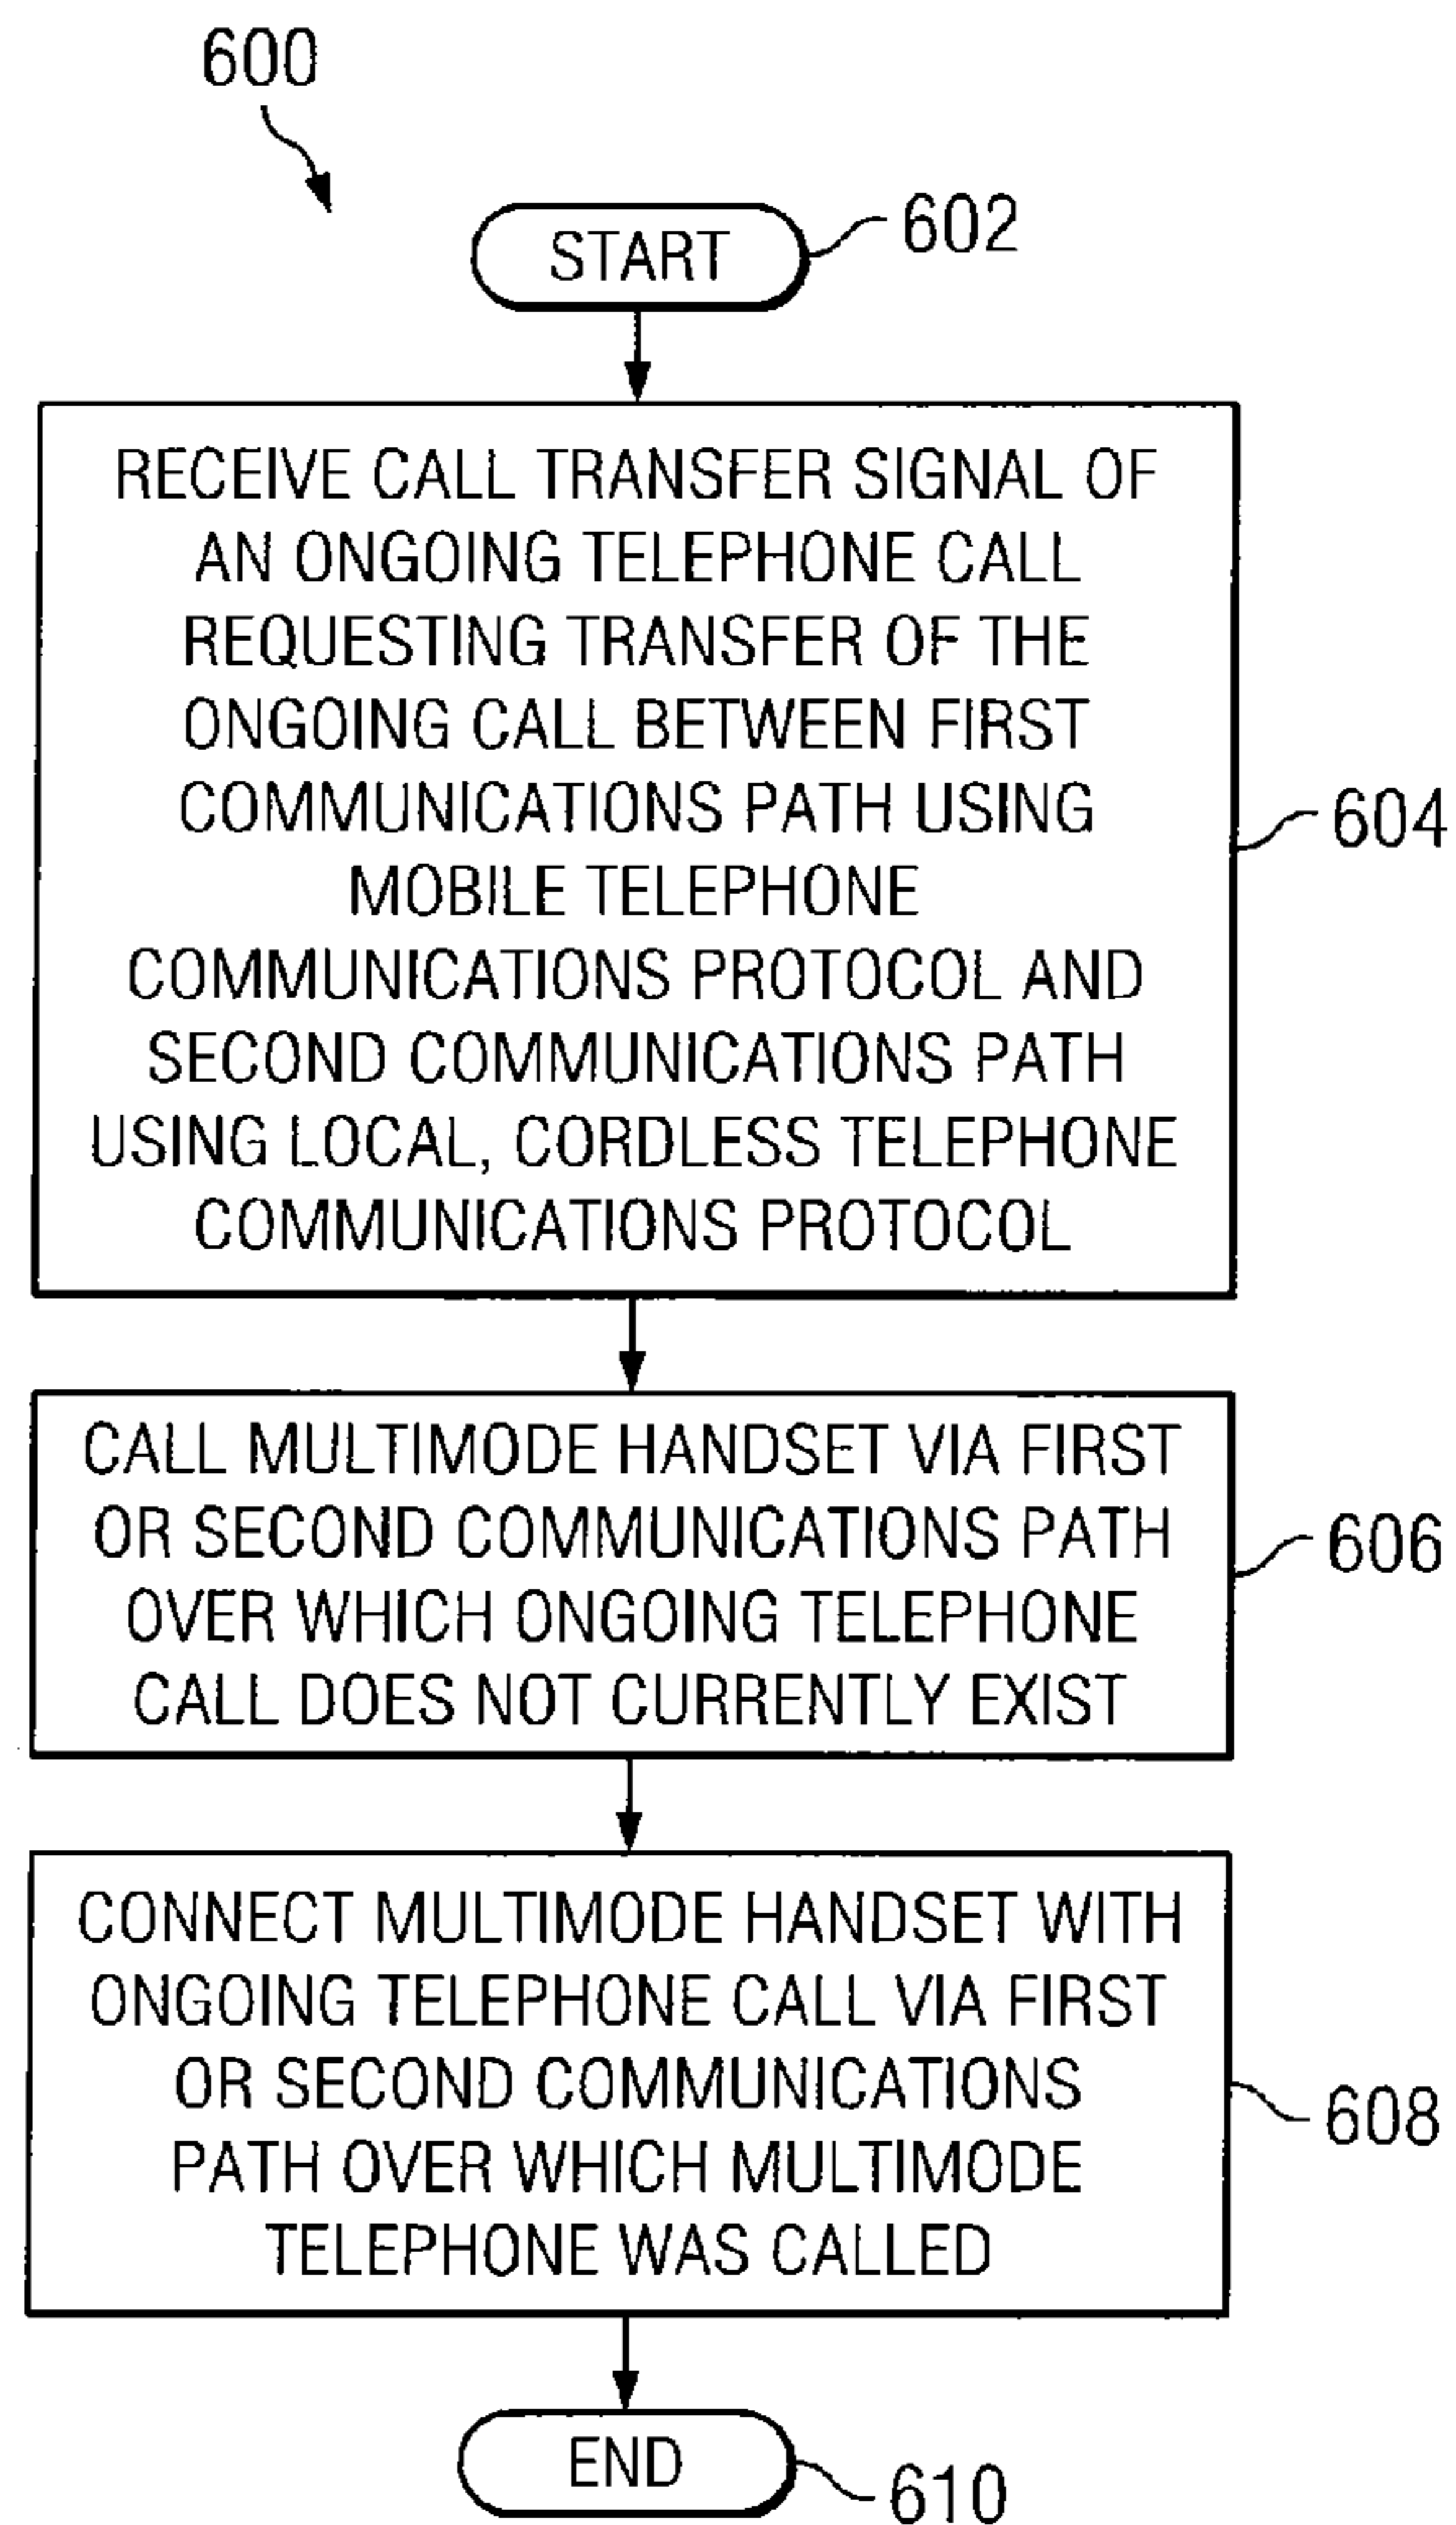 600
START
602
RECEIVE CALL TRANSFER SIGNAL OF
AN ONGOING TELEPHONE CALL
REQUESTING TRANSFER OF THE
ONGOING CALL BETWEEN FIRST
COMMUNICATIONS PATH USING
MOBILE TELEPHONE
COMMUNICATIONS PROTOCOL AND
SECOND COMMUNICATIONS PATH
USING LOCAL, CORDLESS TELEPHONE
COMMUNICATIONS PROTOCOL
604
CALL MULTIMODE HANDSET VIA FIRST
OR SECOND COMMUNICATIONS PATH
OVER WHICH ONGOING TELEPHONE
CALL DOES NOT CURRENTLY EXIST
606
CONNECT MULTIMODE HANDSET WITH
ONGOING TELEPHONE CALL VIA FIRST
OR SECOND COMMUNICATIONS
PATH OVER WHICH MULTIMODE
TELEPHONE WAS CALLED
608
END
610